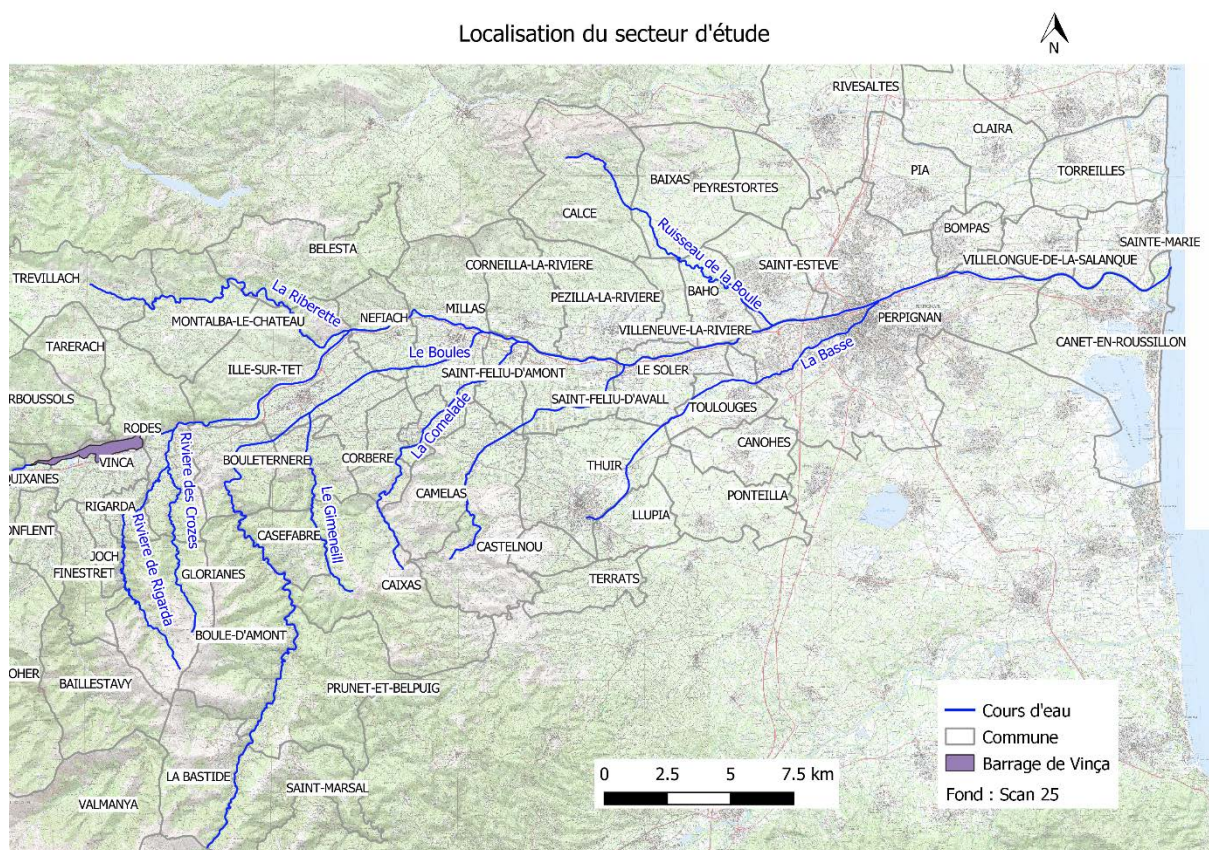 Localisation du secteur d'étude
N
RIVESALTES
CLAIRA
PIA
TORREILLES
BAIXAS
PEYRESTORTES
CALCE
BOMPAS
BELESTA
SAINTE-MARIE
CORNEILLA-LA-RIVIERE
Ruisseau de la Boule
SAINT-ESTEVE
VILLELONGUE-DE-LA-SALANQUE
TREVILLACH
La Riberette
PEZILLA-LA-RIVIERE
BAHO
MILLAS
NEFIACH
MONTALBA-LE-CHATEAU
PERPIGNAN
VILLENEUVE-LA-RIVIERE
TARERACH
Le Boules
La Basse
CANET-EN-ROUSSILLON
ILLE-SUR-TET
SAINT-FELIU-D'AMONT
LE SOLER
RBOUSSOLS
SAINT-FELIU-D'AVALL
TOULOUGES
RODES
La Comelade
CANOHES
VINCA
Riviere des Crozes
BOULETERNERE
CORBERE
THUIR
OUIXANES
CAMELAS
PONTEILLA
RIGARDA
Le Gimeneill
LLUPIA
ONFLENT
Riviere de Rigarda
CASEFABRE
CASTELNOU
JOCH
FINESTRET
GLORIANES
CAIXAS
TERRATS
BOULE-D'AMONT
OHER
BAILLESTAVY
PRUNET-ET-BELPUIG
LA BASTIDE
SAINT-MARSAL
VALMANYA
0 2.5 5 7.5 km
Cours d'eau
Commune
Barrage de Vinça
Fond : Scan 25